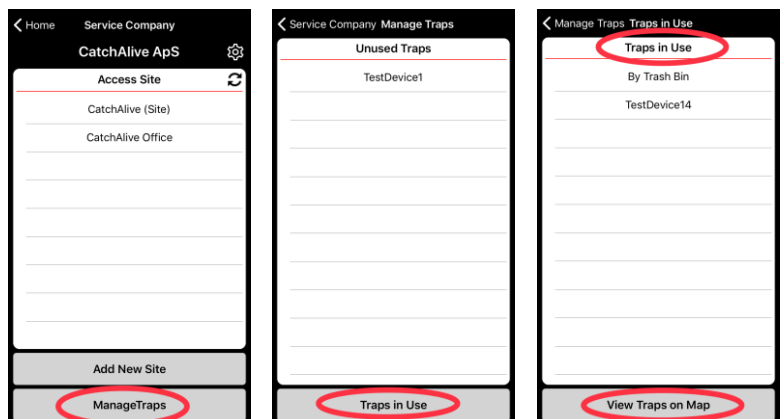 Home Service Company
CatchAlive ApS
Access Site
CatchAlive (Site)
CatchAlive Office
Add New Site
ManageTraps
Service Company Manage Traps
Unused Traps
TestDevice1
Traps in Use
Manage Traps Traps in Use
Traps in Use
By Trash Bin
TestDevice14
View Traps on Map